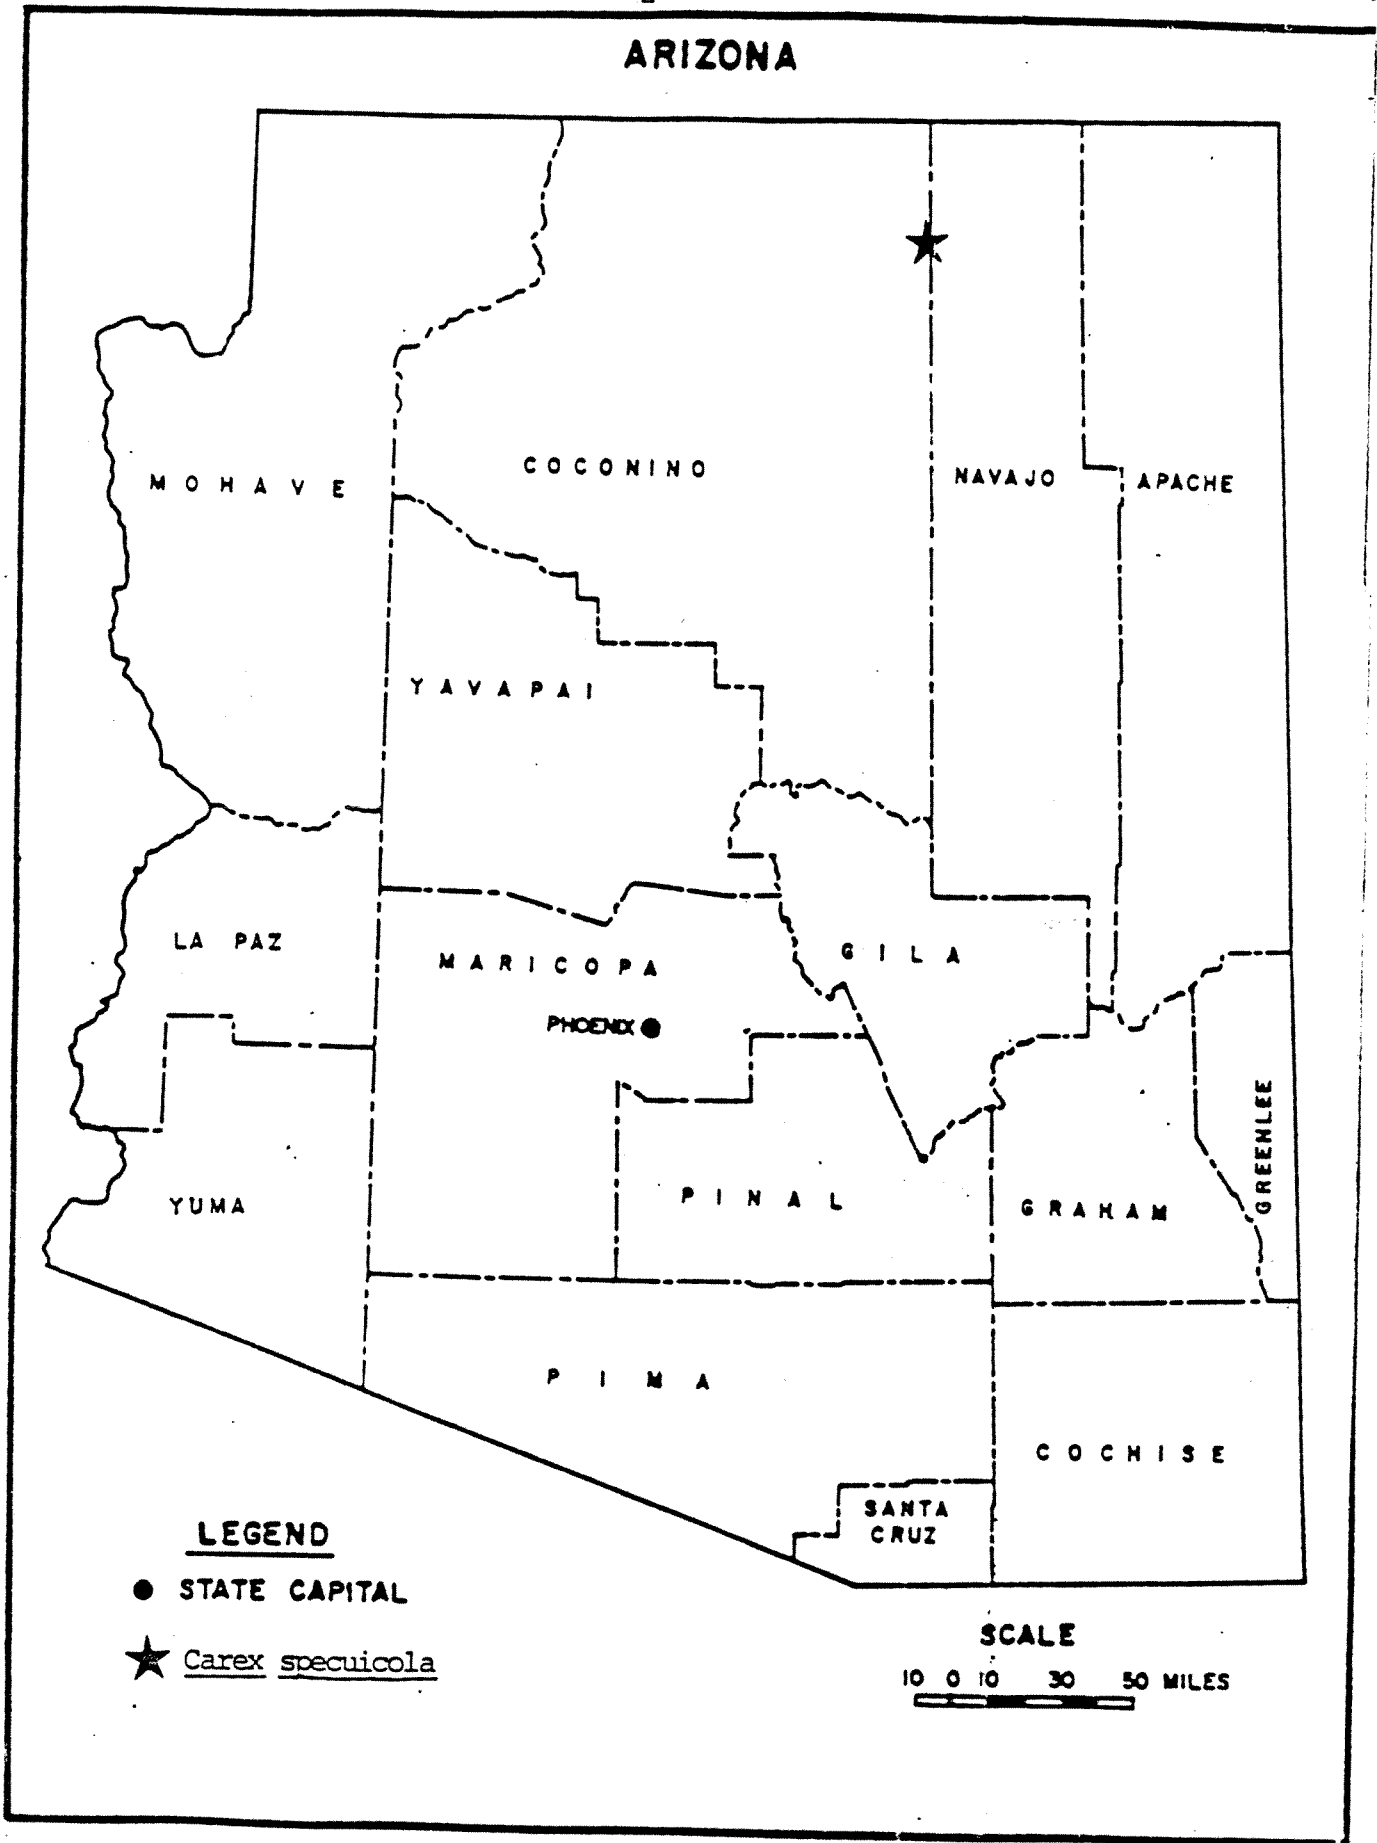 ARIZONA
MOHAVE
COCONINO
NAVAJO
APACHE
YAVAPAI
LA PAZ
MARICOPA
GILA
PHOENIX
YUMA
PINAL
GRAHAM
GREENLEE
PIMA
COCHISE
SANTA
CRUZ
LEGEND
STATE CAPITAL
Carex specuicola
SCALE
10 0 10 30 50 MILES